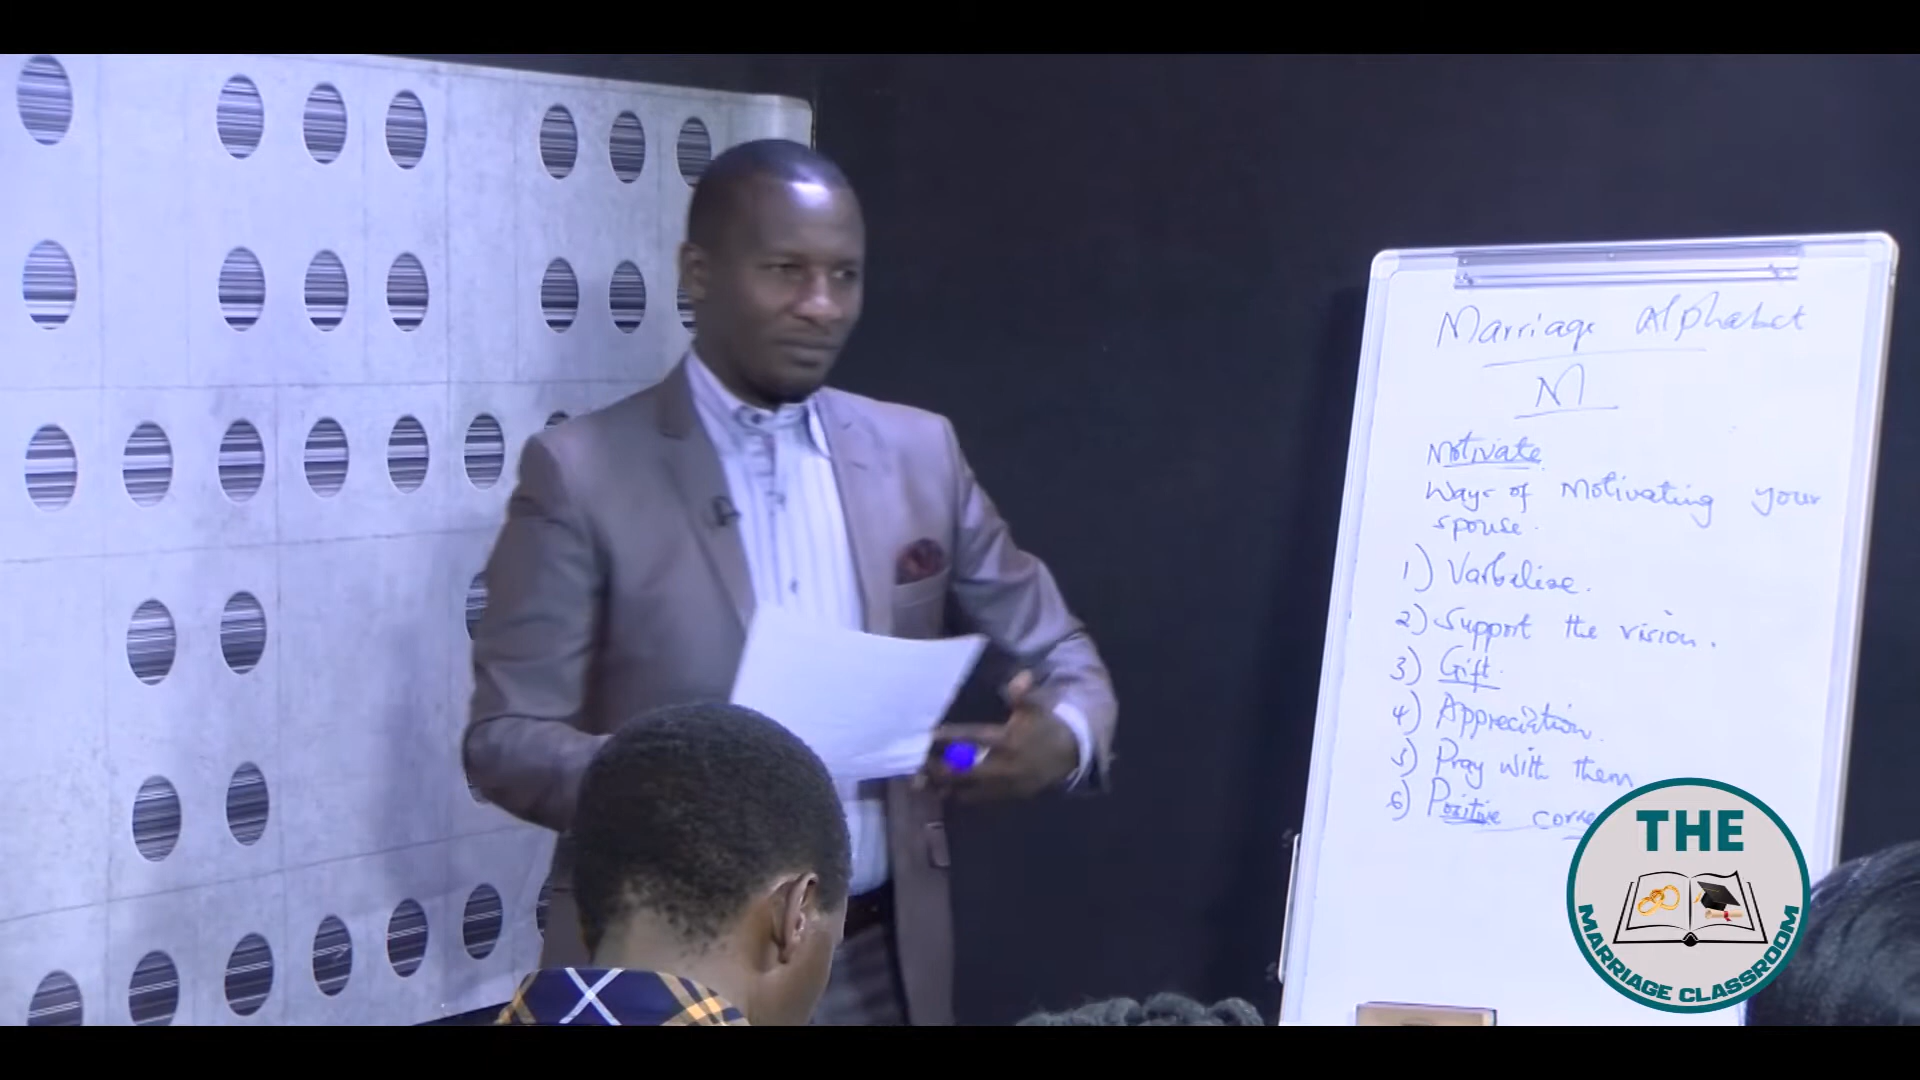 Marriage Alphabet
M
Motivate
Ways of Motivating your
spouse.
1) Varbalise.
2) Support the vision.
3) Gift.
4) Appreciation.
5) Pray with them
6) Positive
THE
MARRIAGE CLASSROOM